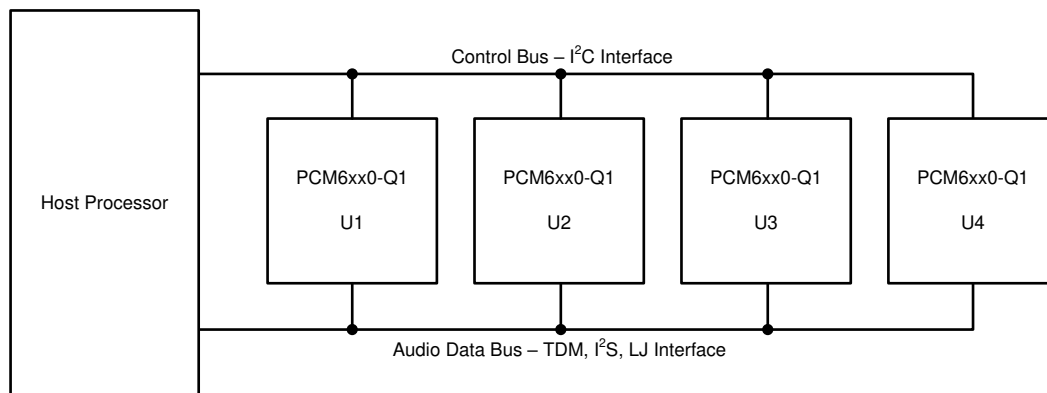 Control Bus – I²C Interface
Host Processor
PCM6xx0-Q1
U1
PCM6xx0-Q1
U2
PCM6xx0-Q1
U3
PCM6xx0-Q1
U4
Audio Data Bus – TDM, I²S, LJ Interface